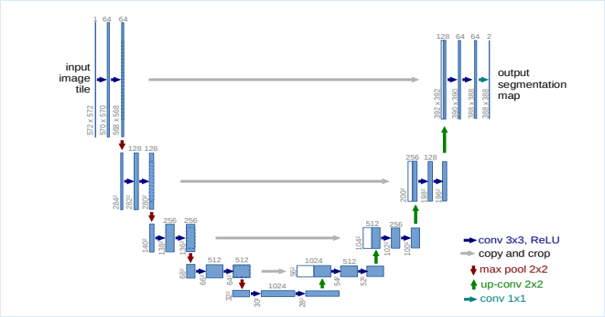 1 64 64
128 64 64 2
input
image
tile
output
segmentation
map
572 x 572
570 x 570
568 x 568
392 x 392
390 x 390
388 x 388
388 x 388
128 128
256 128
284²
282²
280²
200²
198²
196²
256 256
512 256
140²
138²
136²
104²
102²
100²
512 512
1024 512
68²
66²
64²
56²
54²
52²
1024
32²
30²
28²
conv 3x3, ReLU
copy and crop
max pool 2x2
up-conv 2x2
conv 1x1